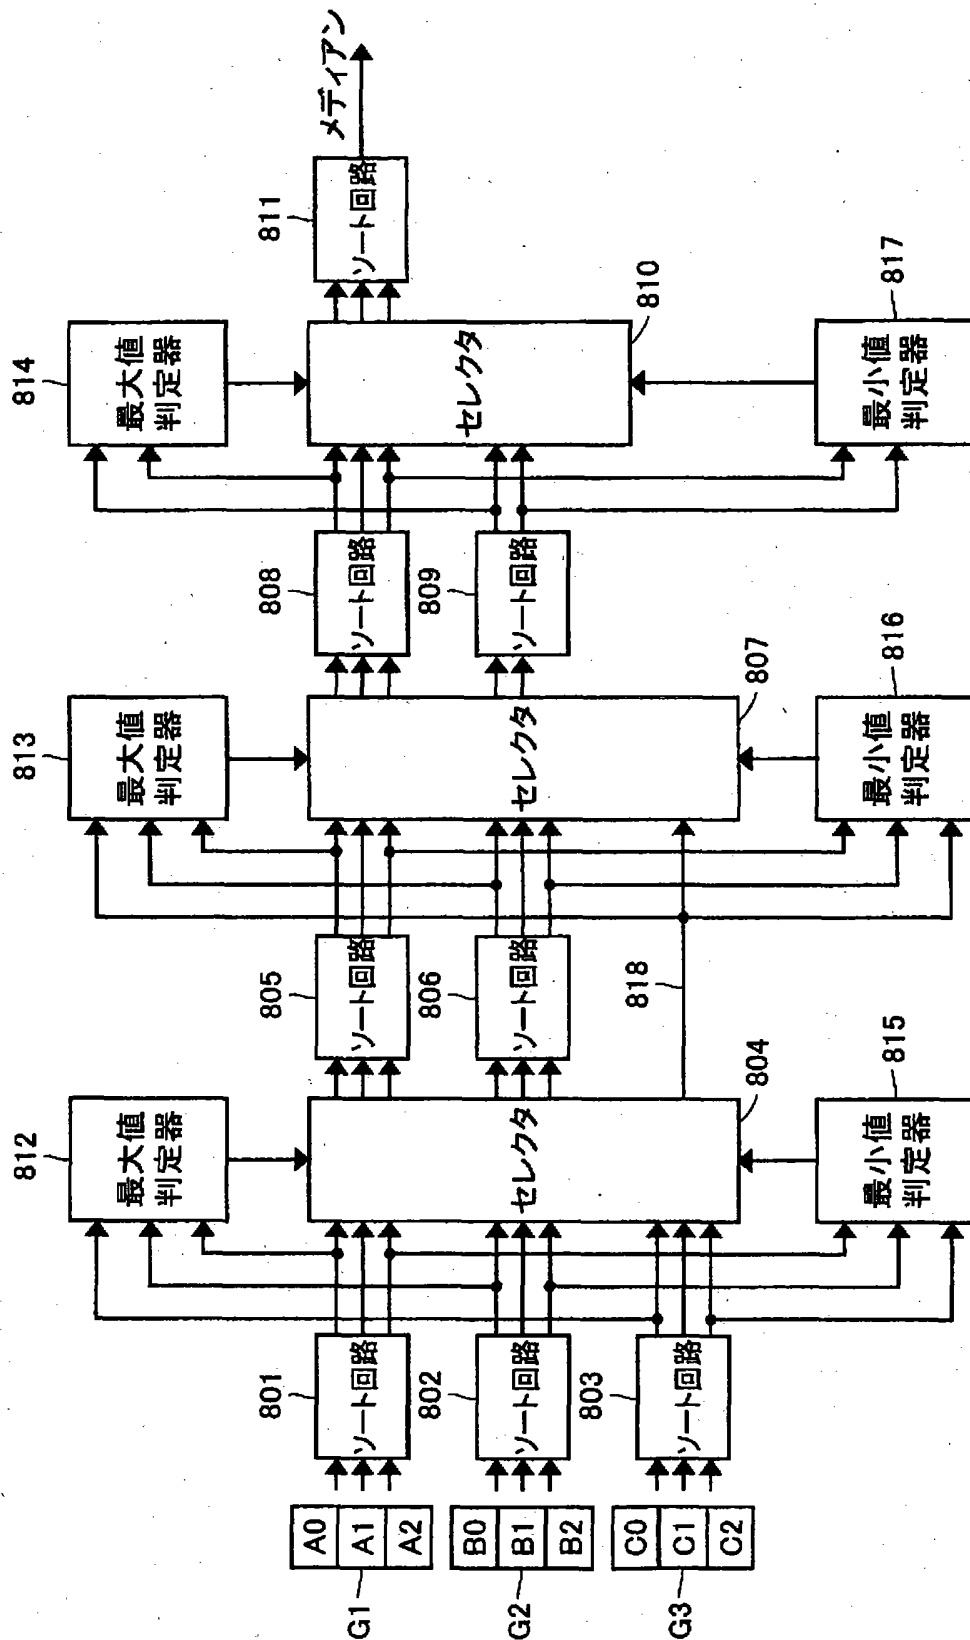 A0
A1
A2
G1
B0
B1
B2
G2
C0
C1
C2
G3
801
ソート回路
802
ソート回路
803
ソート回路
812
最大値
判定器
セレクタ
804
815
最小値
判定器
805
ソート回路
806
ソート回路
818
813
最大値
判定器
セレクタ
807
816
最小値
判定器
808
ソート回路
809
ソート回路
814
最大値
判定器
セレクタ
810
817
最小値
判定器
811
ソート回路
メディアン